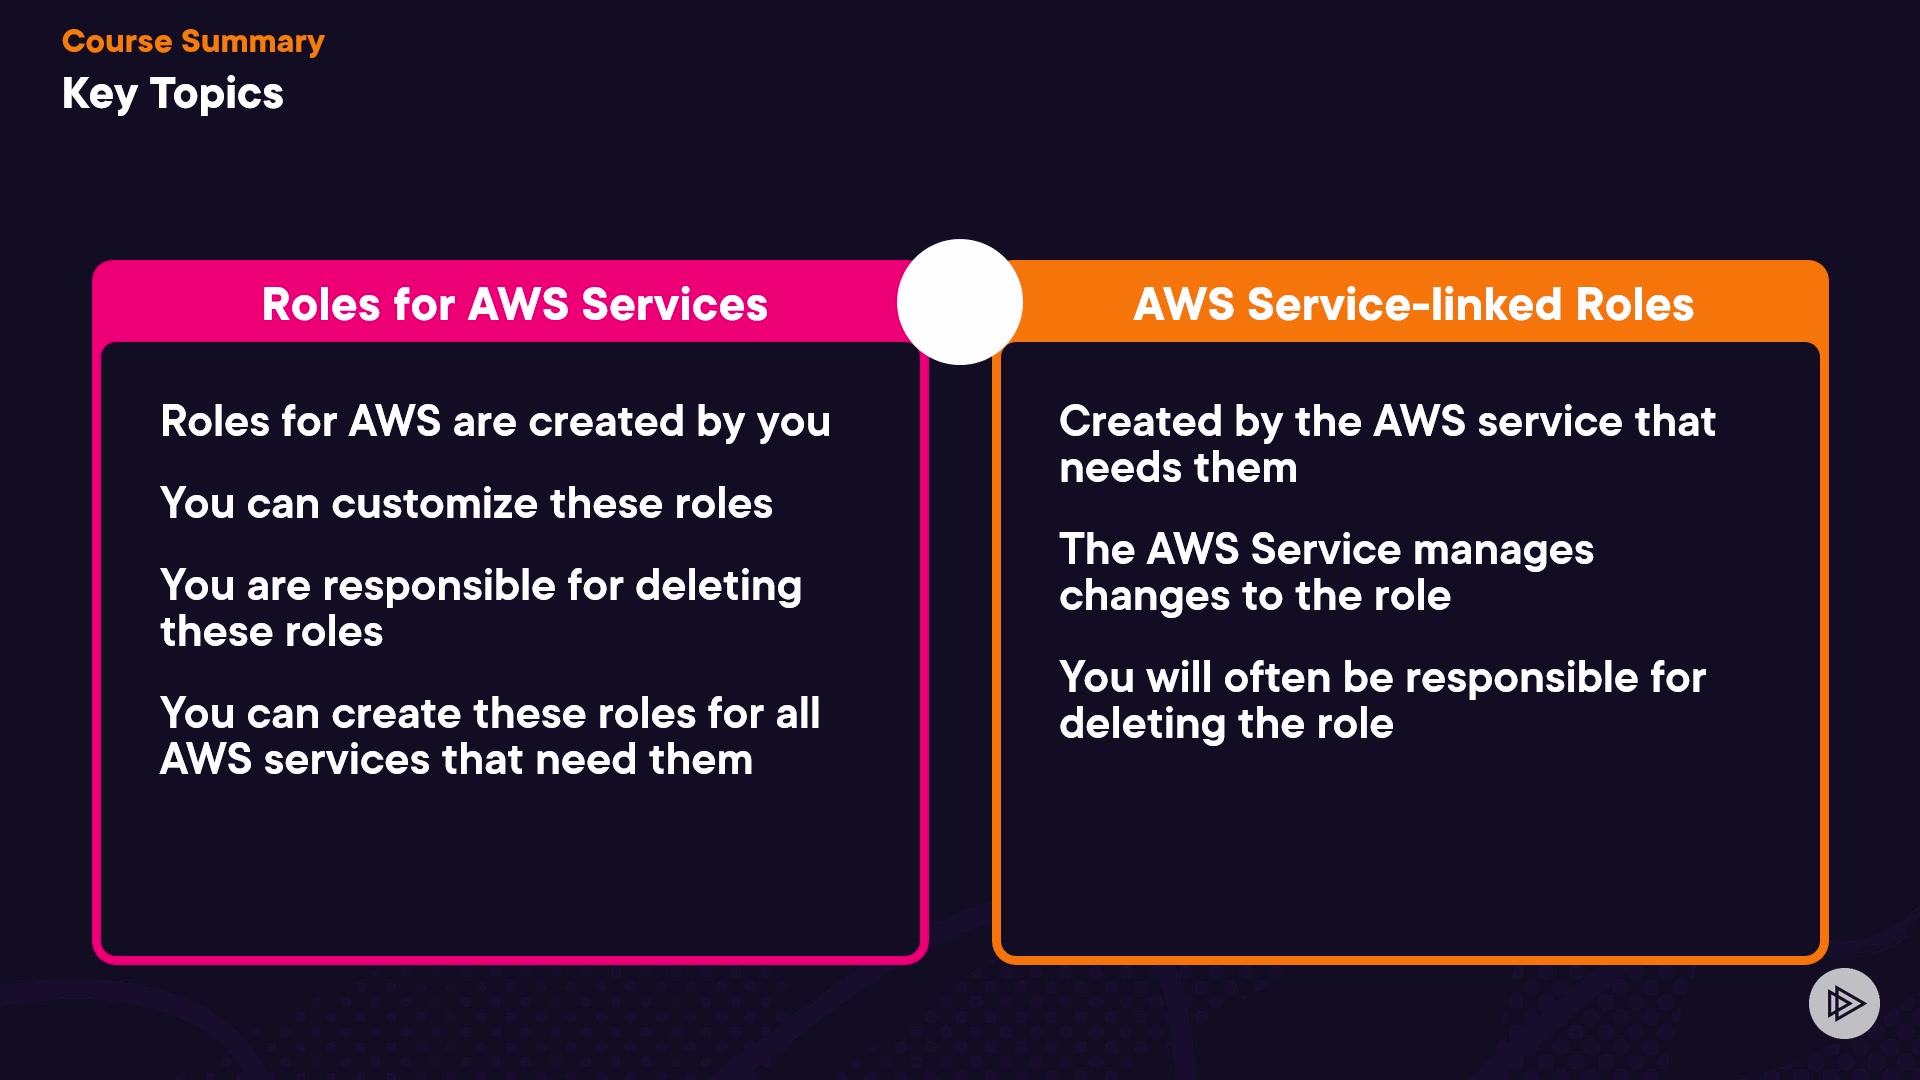 Course Summary
Key Topics
Roles for AWS Services
Roles for AWS are created by you
You can customize these roles
You are responsible for deleting
these roles
You can create these roles for all
AWS services that need them
AWS Service-linked Roles
Created by the AWS service that
needs them
The AWS Service manages
changes to the role
You will often be responsible for
deleting the role